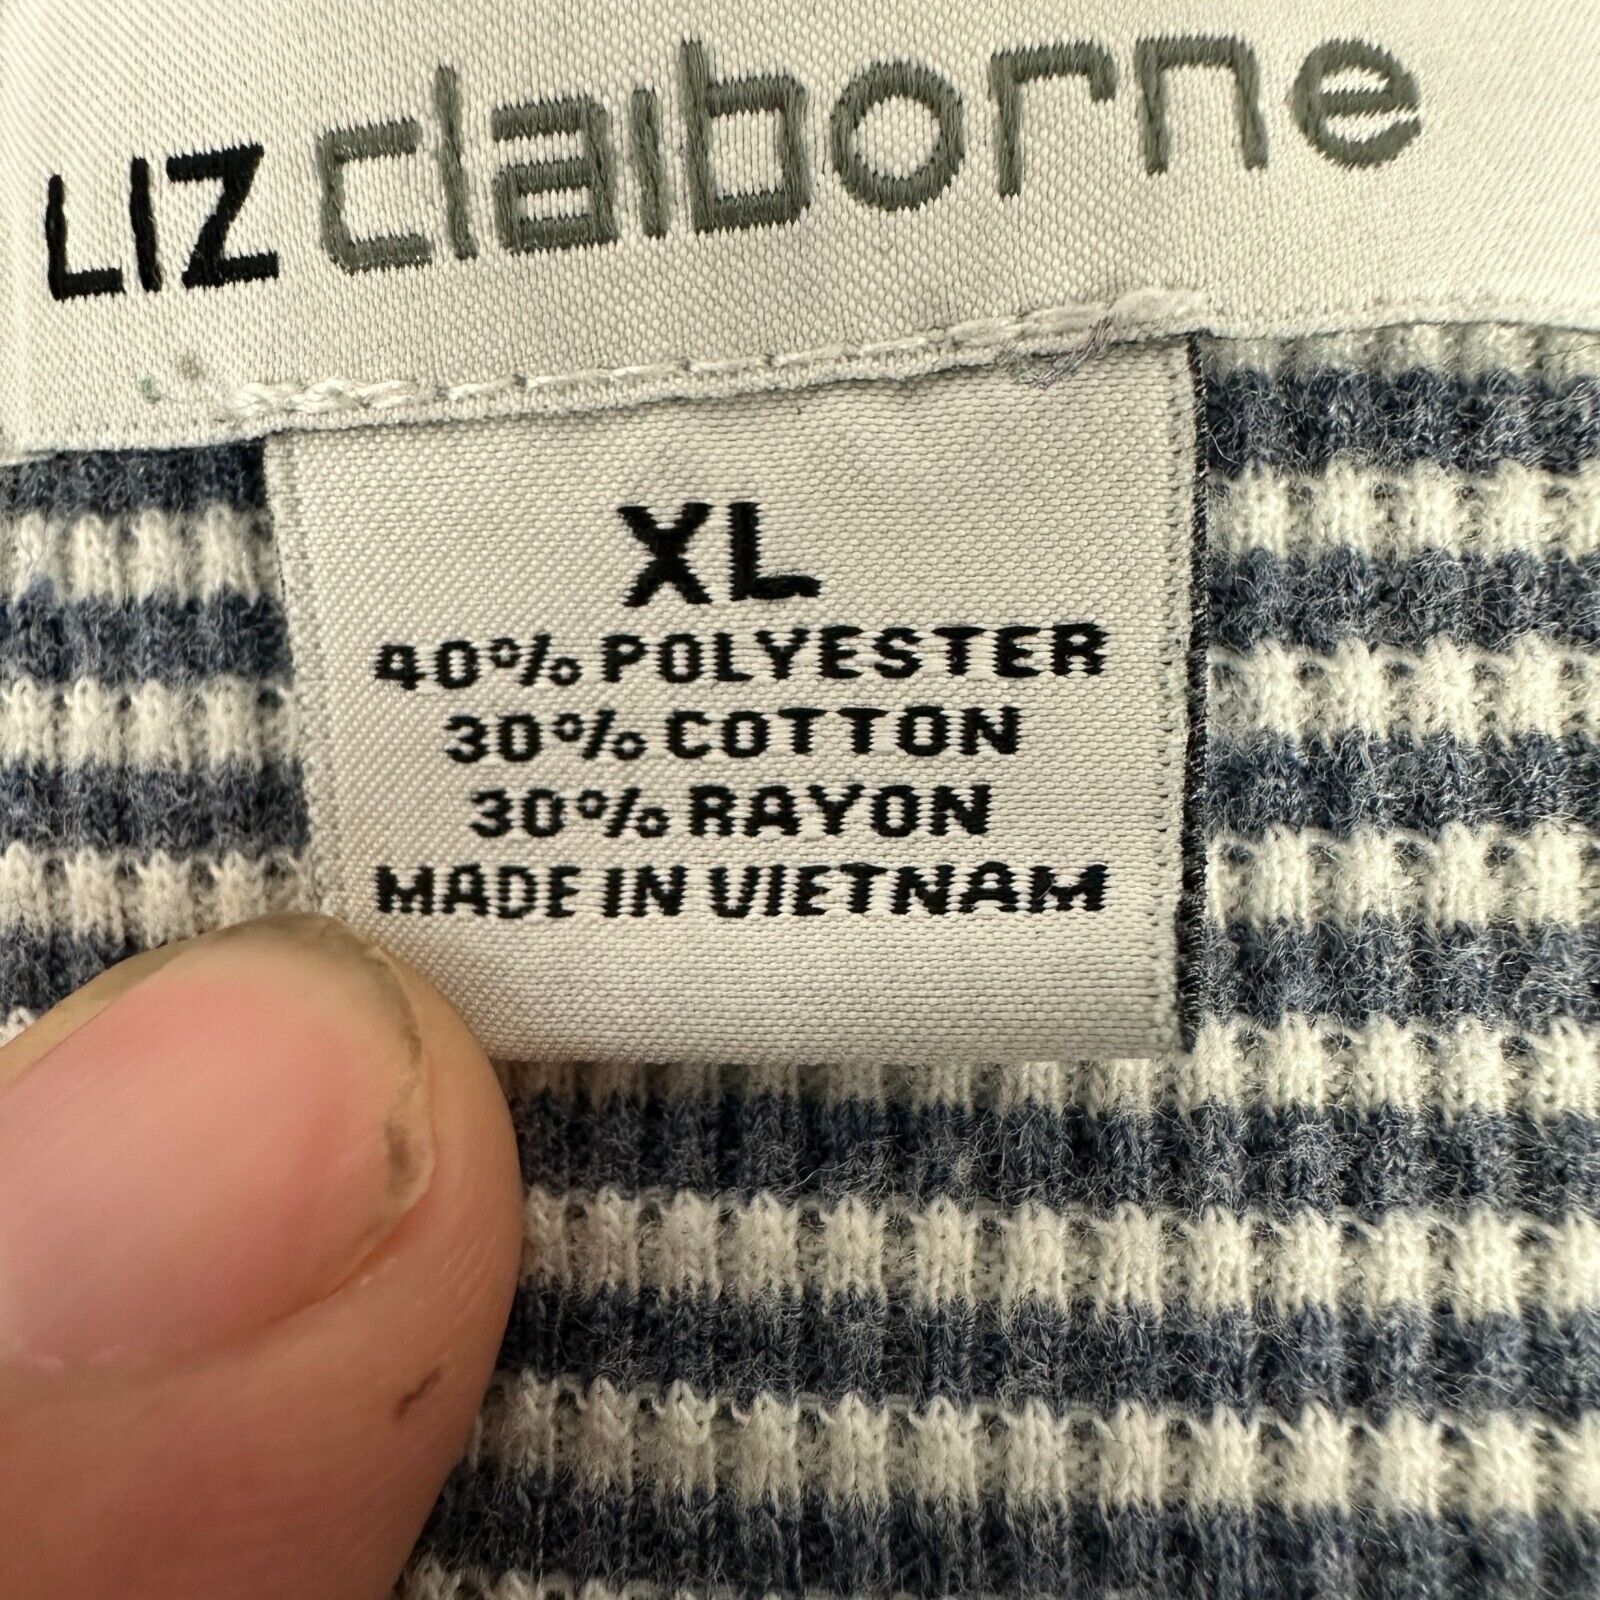 LIZ claiborne
XL
40% POLYESTER
30% COTTON
30% RAYON
MADE IN VIETNAM